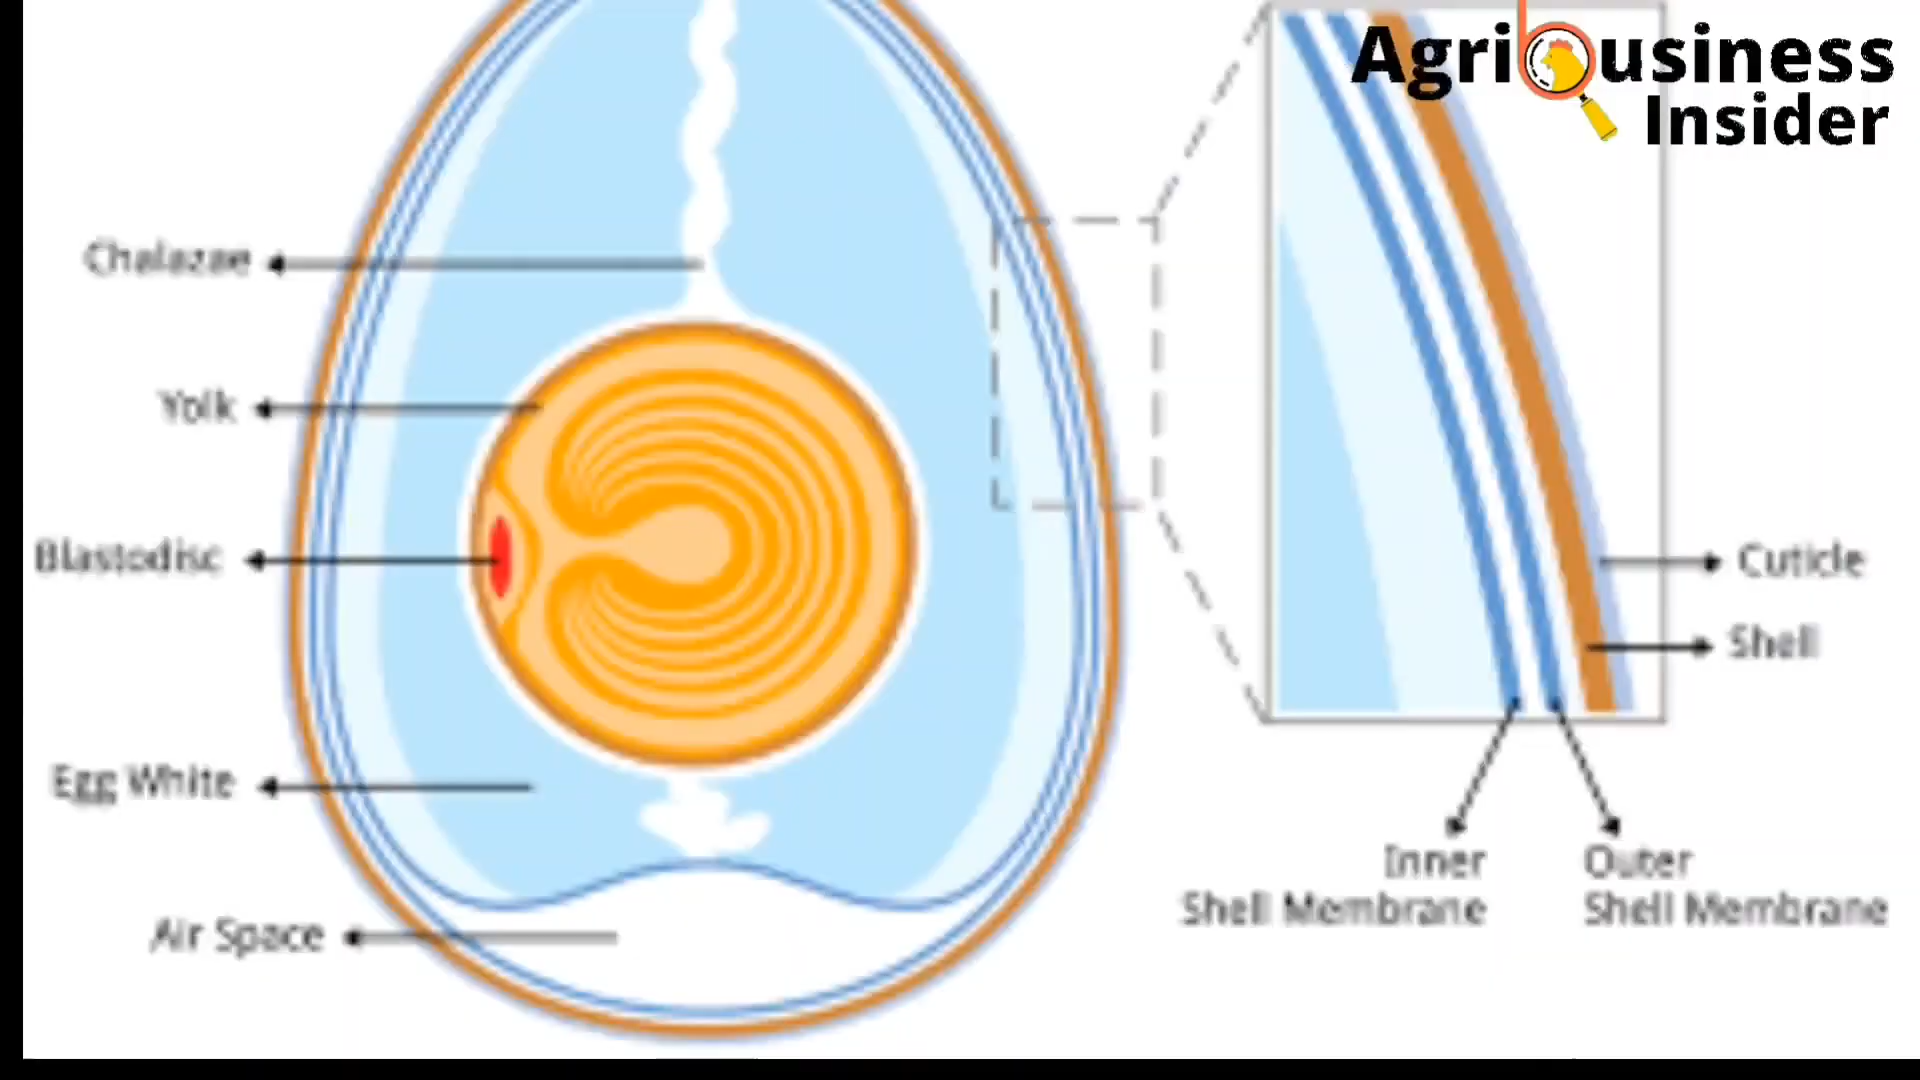 Agribusiness
Insider
Chalazae
Yolk
Blastodisc
Egg White
Air Space
Cuticle
Shell
Inner
Shell Membrane
Outer
Shell Membrane